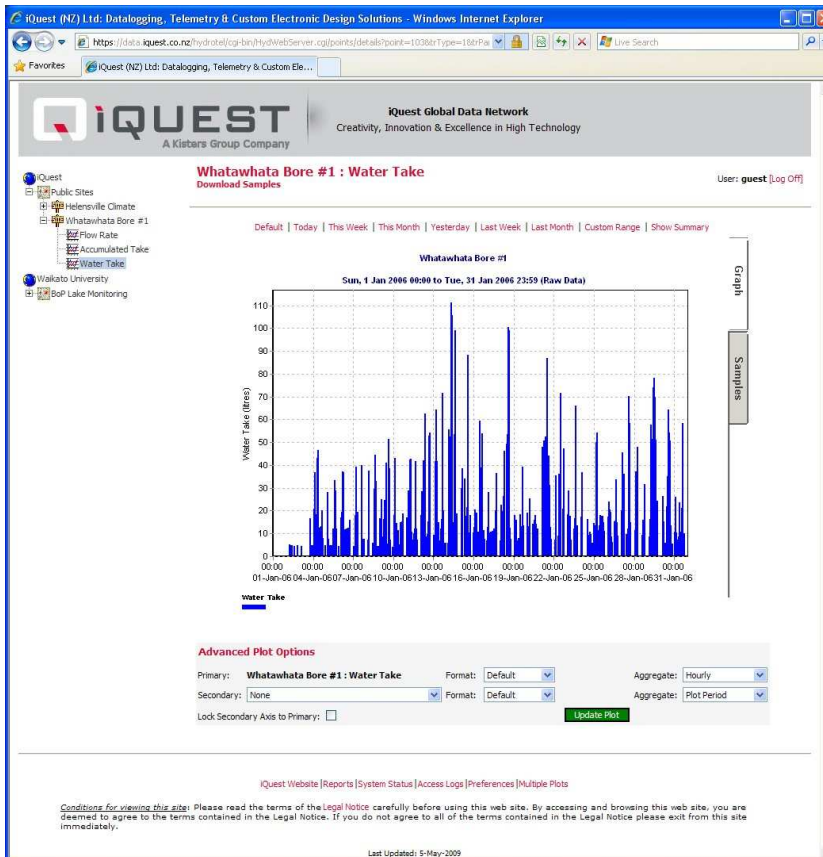 iQuest (NZ) Ltd: Datalogging, Telemetry & Custom Electronic Design Solutions - Windows Internet Explorer
https://data.iquest.co.nz/hydrotel/cgi-bin/HydWebServer.cgi/points/details?point=103&trType=1&trPa
Live Search
Favorites
iQuest (NZ) Ltd: Datalogging, Telemetry & Custom Ele...
iQUEST
A Kisters Group Company
iQuest Global Data Network
Creativity, Innovation & Excellence in High Technology
iQuest
Public Sites
Helensville Climate
Whatawhata Bore #1
Flow Rate
Accumulated Take
Water Take
Waikato University
BoP Lake Monitoring
Whatawhata Bore #1 : Water Take
Download Samples
User: guest [Log Off]
Default | Today | This Week | This Month | Yesterday | Last Week | Last Month | Custom Range | Show Summary
Whatawhata Bore #1
Sun, 1 Jan 2006 00:00 to Tue, 31 Jan 2006 23:59 (Raw Data)
Graph
Samples
Water Take (litres)
110
100
90
80
70
60
50
40
30
20
10
0
00:00 00:00 00:00 00:00 00:00 00:00 00:00 00:00 00:00 00:00 00:00
01-Jan-06 04-Jan-06 07-Jan-06 10-Jan-06 13-Jan-06 16-Jan-06 19-Jan-06 22-Jan-06 25-Jan-06 28-Jan-06 31-Jan-06
Water Take
Advanced Plot Options
Primary: Whatawhata Bore #1 : Water Take Format: Default Aggregate: Hourly
Secondary: None Format: Default Aggregate: Plot Period
Lock Secondary Axis to Primary: Update Plot
iQuest Website |Reports |System Status |Access Logs |Preferences |Multiple Plots
Conditions for viewing this site: Please read the terms of the Legal Notice carefully before using this web site. By accessing and browsing this web site, you are
deemed to agree to the terms contained in the Legal Notice. If you do not agree to all of the terms contained in the Legal Notice please exit from this site
immediately.
Last Updated: 5-May-2009